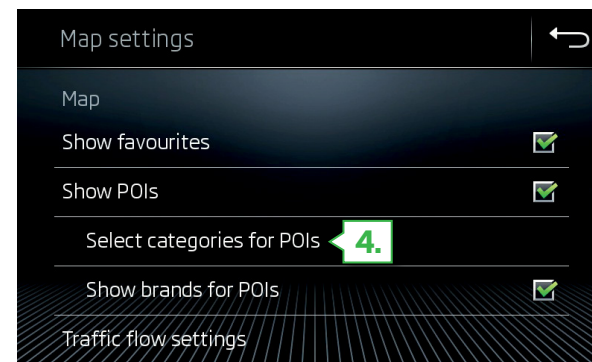 Map settings
Map
Show favourites
Show POIs
Select categories for POIs 4.
Show brands for POIs
Traffic flow settings